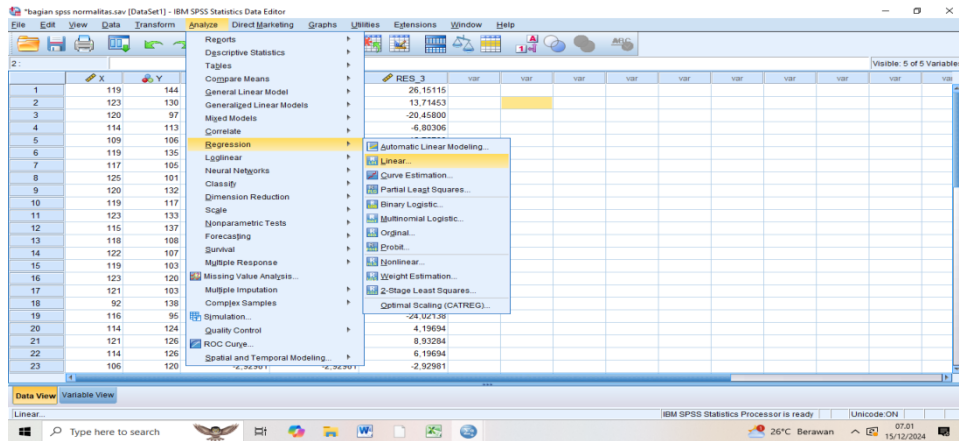 *bagian spss normalitas.sav [DataSet1] - IBM SPSS Statistics Data Editor
File Edit View Data Transform Analyze Direct Marketing Graphs Utilities Extensions Window Help
2 :
Visible: 5 of 5 Variable
X Y RES_3 var var var var var var var
1 119 144 26,15115
2 123 130 13,71453
3 120 97 -20,45800
4 114 113 -6,80306
5 109 106
6 119 135
7 117 105
8 125 101
9 120 132
10 119 117
11 123 133
12 115 137
13 118 108
14 122 107
15 119 103
16 123 120
17 121 103
18 92 138
19 116 95 -24,02138
20 114 124 4,19694
21 121 126 8,93284
22 114 126 6,19694
23 106 120 -2,92981 -2,92981 -2,92981
Reports
Descriptive Statistics
Tables
Compare Means
General Linear Model
Generalized Linear Models
Mixed Models
Correlate
Regression
Loglinear
Neural Networks
Classify
Dimension Reduction
Scale
Nonparametric Tests
Forecasting
Survival
Multiple Response
Missing Value Analysis...
Multiple Imputation
Complex Samples
Simulation...
Quality Control
ROC Curve...
Spatial and Temporal Modeling...
Automatic Linear Modeling...
Linear...
Curve Estimation...
Partial Least Squares...
Binary Logistic...
Multinomial Logistic...
Ordinal...
Probit...
Nonlinear...
Weight Estimation...
2-Stage Least Squares...
Optimal Scaling (CATREG)...
Data View Variable View
Linear... IBM SPSS Statistics Processor is ready Unicode:ON
Type here to search 26°C Berawan 07.01
15/12/2024